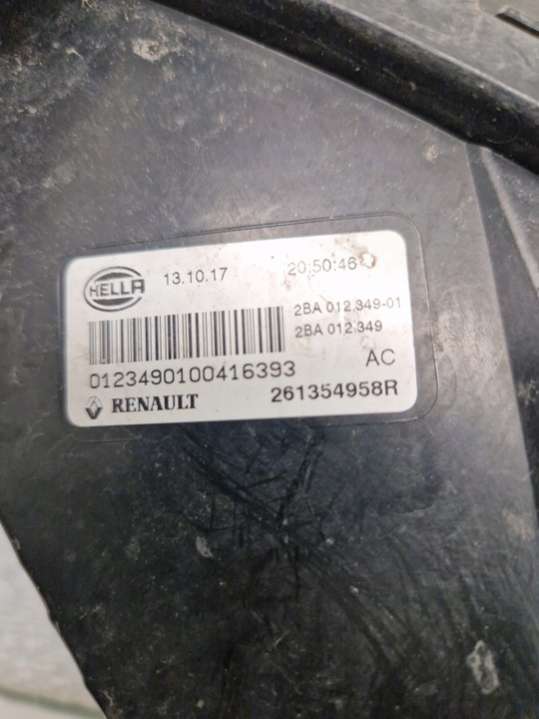 HELLA 13.10.17 20:50:46
2BA 012.349-01
2BA 012.349
0123490100416393 AC
RENAULT 261354958R